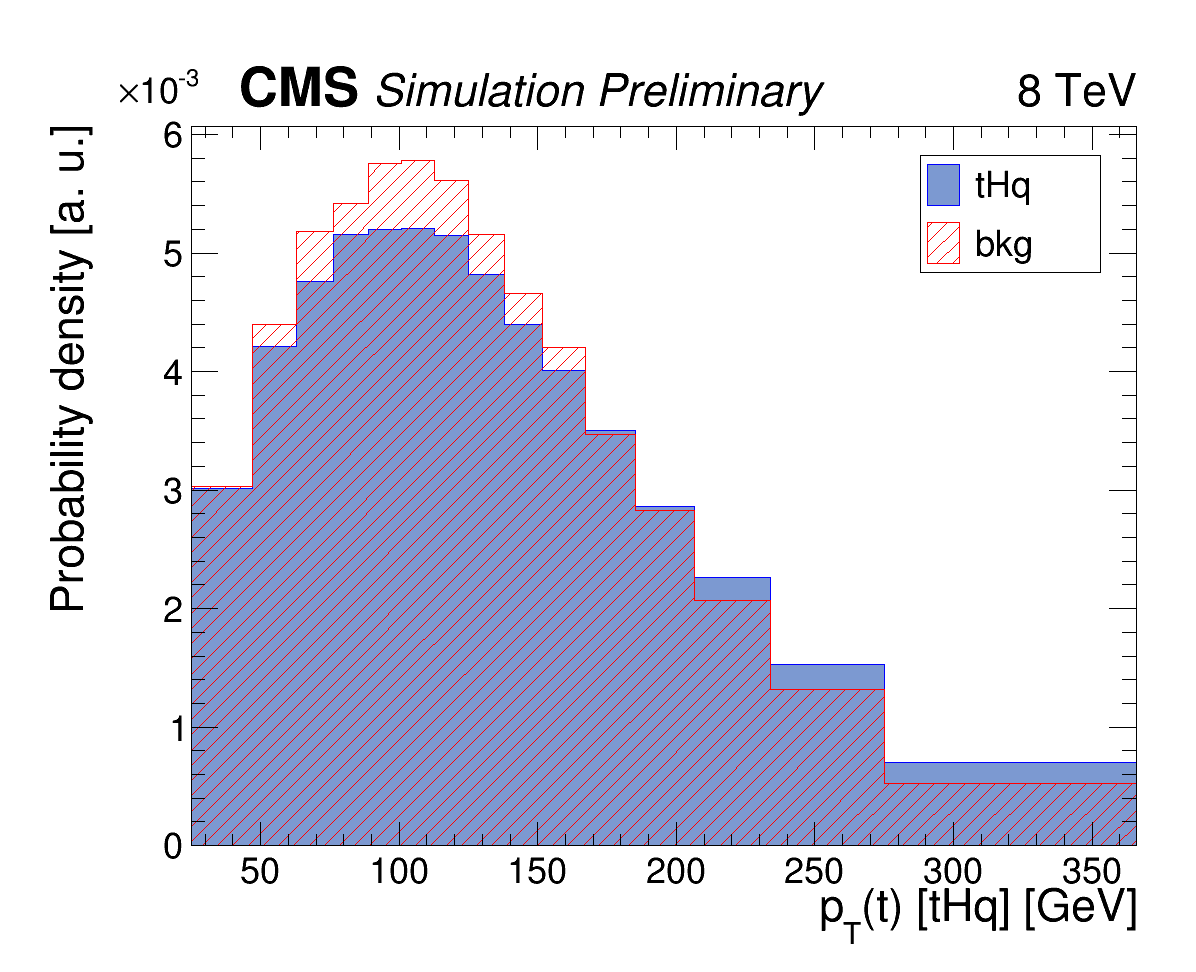 ×10⁻³ CMS Simulation Preliminary 8 TeV
Probability density [a. u.]
6
5
4
3
2
1
0
tHq
bkg
50 100 150 200 250 300 350
p_T(t) [tHq] [GeV]